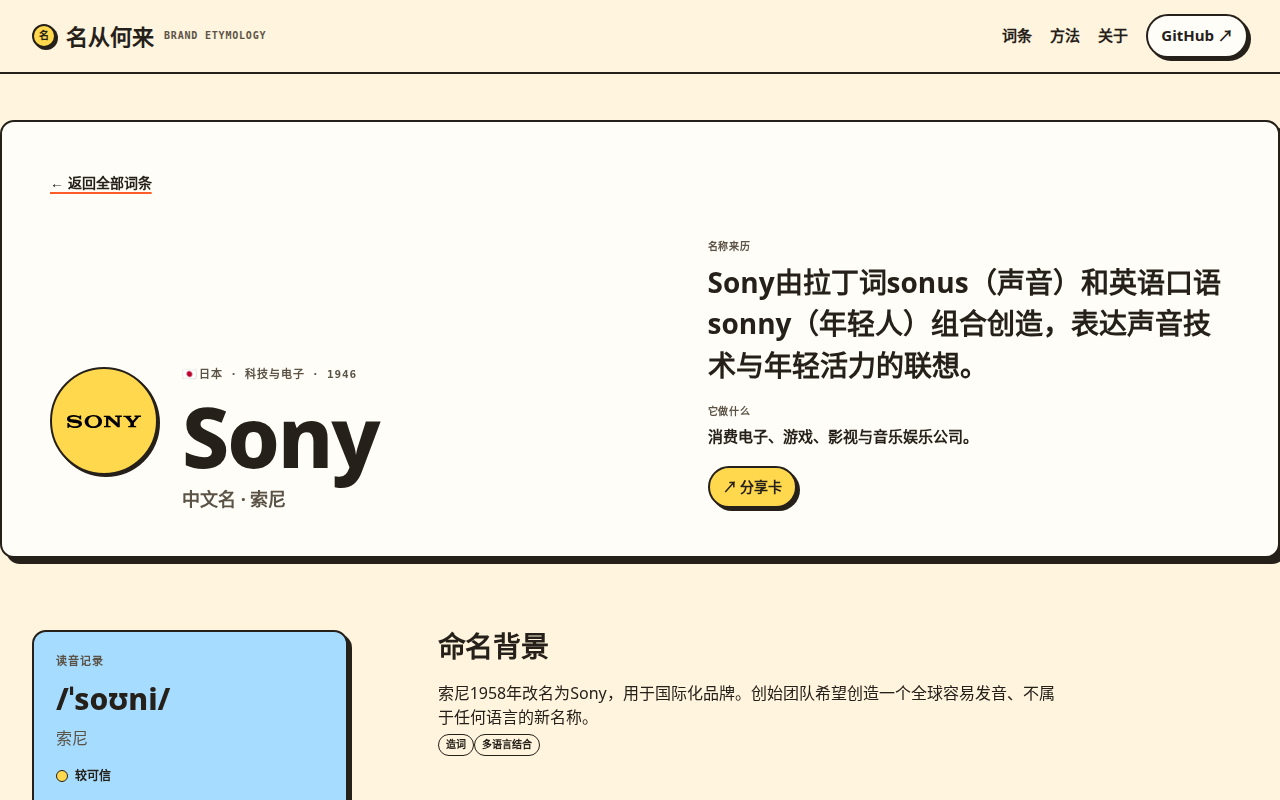 名 名从何来 BRAND ETYMOLOGY 词条 方法 关于 GitHub ↗
← 返回全部词条
名称来历
Sony由拉丁词sonus（声音）和英语口语
sonny（年轻人）组合创造，表达声音技
术与年轻活力的联想。
它做什么
消费电子、游戏、影视与音乐娱乐公司。
↗ 分享卡
SONY
🇯🇵日本 · 科技与电子 · 1946
Sony
中文名 · 索尼
读音记录
/ˈsoʊni/
索尼
较可信
命名背景
索尼1958年改名为Sony，用于国际化品牌。创始团队希望创造一个全球容易发音、不属
于任何语言的新名称。
造词 多语言结合